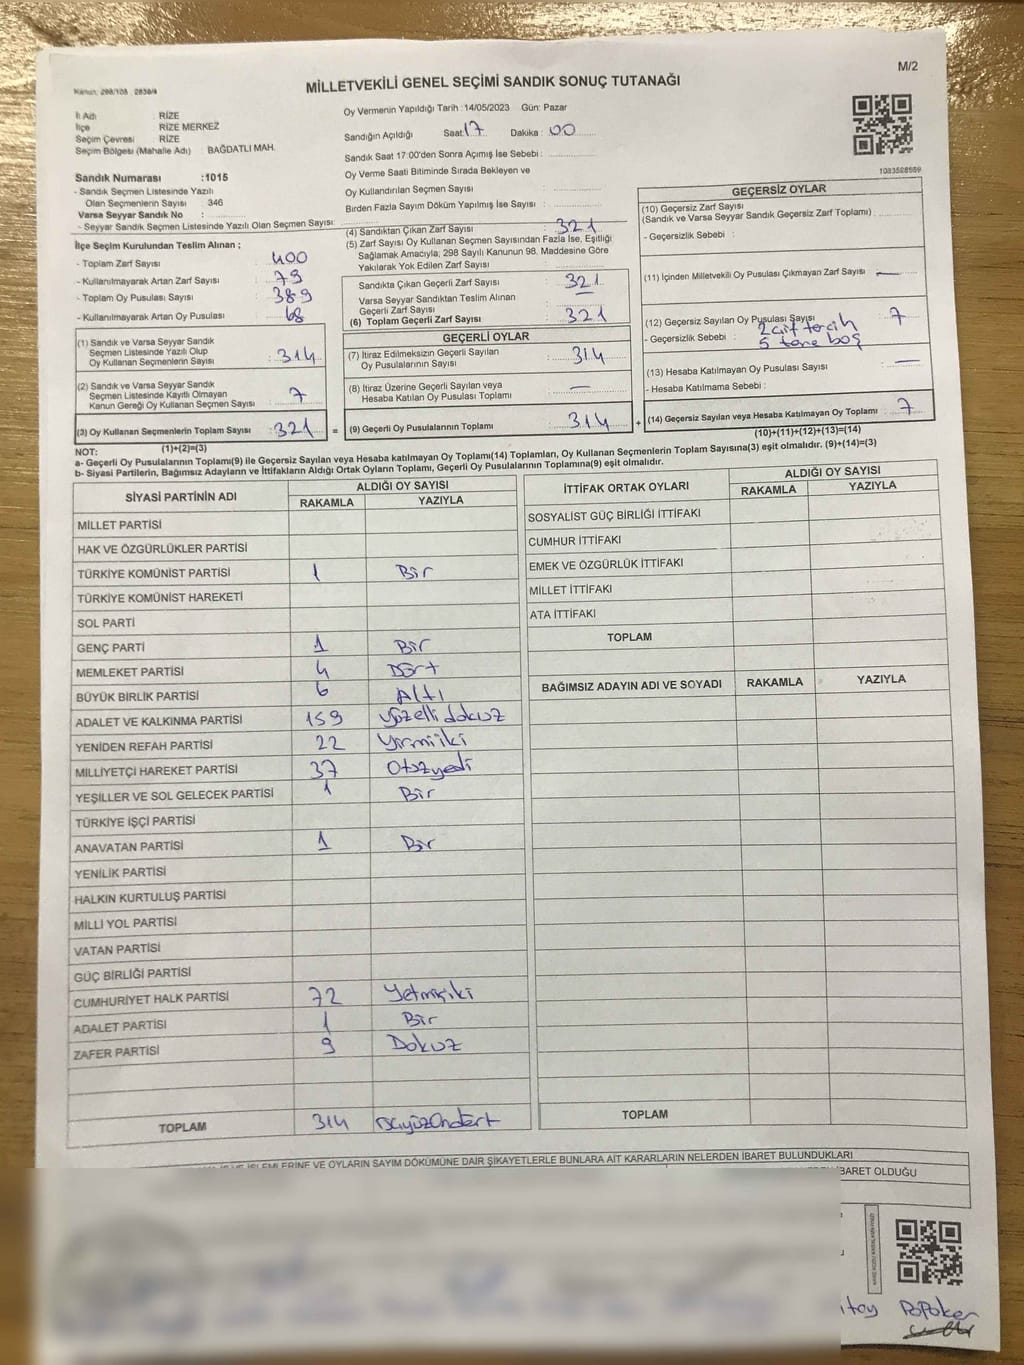 M/2
MİLLETVEKİLİ GENEL SEÇİMİ SANDIK SONUÇ TUTANAĞI
Kanun: 298/105 2839/4
İl Adı : RİZE
İlçe : RİZE MERKEZ
Seçim Çevresi : RİZE
Seçim Bölgesi (Mahalle Adı) : BAĞDATLI MAH.
Sandık Numarası :1015
- Sandık Seçmen Listesinde Yazılı
Olan Seçmenlerin Sayısı : 346
Varsa Seyyar Sandık No :
- Seyyar Sandık Seçmen Listesinde Yazılı Olan Seçmen Sayısı:
Oy Vermenin Yapıldığı Tarih : 14/05/2023 Gün: Pazar
Sandığın Açıldığı Saat: 17 Dakika : 00
Sandık Saat 17:00'den Sonra Açımış İse Sebebi :
Oy Verme Saati Bitiminde Sırada Bekleyen ve
Oy Kullandırılan Seçmen Sayısı :
Birden Fazla Sayım Döküm Yapılmış İse Sayısı :
1083528559
İlçe Seçim Kurulundan Teslim Alınan ;
- Toplam Zarf Sayısı : 400
- Kullanılmayarak Artan Zarf Sayısı : 79
- Toplam Oy Pusulası Sayısı : 389
- Kullanılmayarak Artan Oy Pusulası : 68
(1) Sandık ve Varsa Seyyar Sandık
Seçmen Listesinde Yazılı Olup
Oy Kullanan Seçmenlerin Sayısı : 314
(2) Sandık ve Varsa Seyyar Sandık
Seçmen Listesinde Kayıtlı Olmayan
Kanun Gereği Oy Kullanan Seçmen Sayısı : 7
(3) Oy Kullanan Seçmenlerin Toplam Sayısı : 321
(1)+(2)=(3)
(4) Sandıktan Çıkan Zarf Sayısı : 321
(5) Zarf Sayısı Oy Kullanan Seçmen Sayısından Fazla İse, Eşitliği
Sağlamak Amacıyla, 298 Sayılı Kanunun 98. Maddesine Göre
Yakılarak Yok Edilen Zarf Sayısı :
Sandıkta Çıkan Geçerli Zarf Sayısı : 321
Varsa Seyyar Sandıktan Teslim Alınan
Geçerli Zarf Sayısı : —
(6) Toplam Geçerli Zarf Sayısı : 321
GEÇERLİ OYLAR
(7) İtiraz Edilmeksizin Geçerli Sayılan
Oy Pusulalarının Sayısı : 314
(8) İtiraz Üzerine Geçerli Sayılan veya
Hesaba Katılan Oy Pusulası Toplamı : —
= (9) Geçerli Oy Pusulalarının Toplamı : 314
GEÇERSİZ OYLAR
(10) Geçersiz Zarf Sayısı
(Sandık ve Varsa Seyyar Sandık Geçersiz Zarf Toplamı) :
- Geçersizlik Sebebi :
(11) İçinden Milletvekili Oy Pusulası Çıkmayan Zarf Sayısı : —
(12) Geçersiz Sayılan Oy Pusulası Sayısı : 7
- Geçersizlik Sebebi : 2 çift tercih
5 tane boş
(13) Hesaba Katılmayan Oy Pusulası Sayısı : —
- Hesaba Katılmama Sebebi :
+ (14) Geçersiz Sayılan veya Hesaba Katılmayan Oy Toplamı : 7
(10)+(11)+(12)+(13)=(14)
NOT:
a- Geçerli Oy Pusulalarının Toplamı(9) ile Geçersiz Sayılan veya Hesaba katılmayan Oy Toplamı(14) Toplamları, Oy Kullanan Seçmenlerin Toplam Sayısına(3) eşit olmalıdır. (9)+(14)=(3)
b- Siyasi Partilerin, Bağımsız Adayların ve İttifakların Aldığı Ortak Oyların Toplamı, Geçerli Oy Pusulalarının Toplamına(9) eşit olmalıdır.
SİYASİ PARTİNİN ADI ALDIĞI OY SAYISI
RAKAMLA YAZIYLA
MİLLET PARTİSİ
HAK VE ÖZGÜRLÜKLER PARTİSİ
TÜRKİYE KOMÜNİST PARTİSİ 1 Bir
TÜRKİYE KOMÜNİST HAREKETİ
SOL PARTİ
GENÇ PARTİ 1 Bir
MEMLEKET PARTİSİ 4 Dört
BÜYÜK BİRLİK PARTİSİ 6 Altı
ADALET VE KALKINMA PARTİSİ 159 Yüzellidokuz
YENİDEN REFAH PARTİSİ 22 Yirmiiki
MİLLİYETÇİ HAREKET PARTİSİ 37 Otuzyedi
YEŞİLLER VE SOL GELECEK PARTİSİ 1 Bir
TÜRKİYE İŞÇİ PARTİSİ
ANAVATAN PARTİSİ 1 Bir
YENİLİK PARTİSİ
HALKIN KURTULUŞ PARTİSİ
MİLLİ YOL PARTİSİ
VATAN PARTİSİ
GÜÇ BİRLİĞİ PARTİSİ
CUMHURİYET HALK PARTİSİ 72 Yetmişiki
ADALET PARTİSİ 1 Bir
ZAFER PARTİSİ 9 Dokuz
TOPLAM 314 Üçyüzondört
İTTİFAK ORTAK OYLARI ALDIĞI OY SAYISI
RAKAMLA YAZIYLA
SOSYALİST GÜÇ BİRLİĞİ İTTİFAKI
CUMHUR İTTİFAKI
EMEK VE ÖZGÜRLÜK İTTİFAKI
MİLLET İTTİFAKI
ATA İTTİFAKI
TOPLAM
BAĞIMSIZ ADAYIN ADI VE SOYADI RAKAMLA YAZIYLA
TOPLAM
İŞLEMLERİNE VE OYLARIN SAYIM DÖKÜMÜNE DAİR ŞİKAYETLERLE BUNLARA AİT KARARLARIN NELERDEN İBARET BULUNDUKLARI
İBARET OLDUĞU